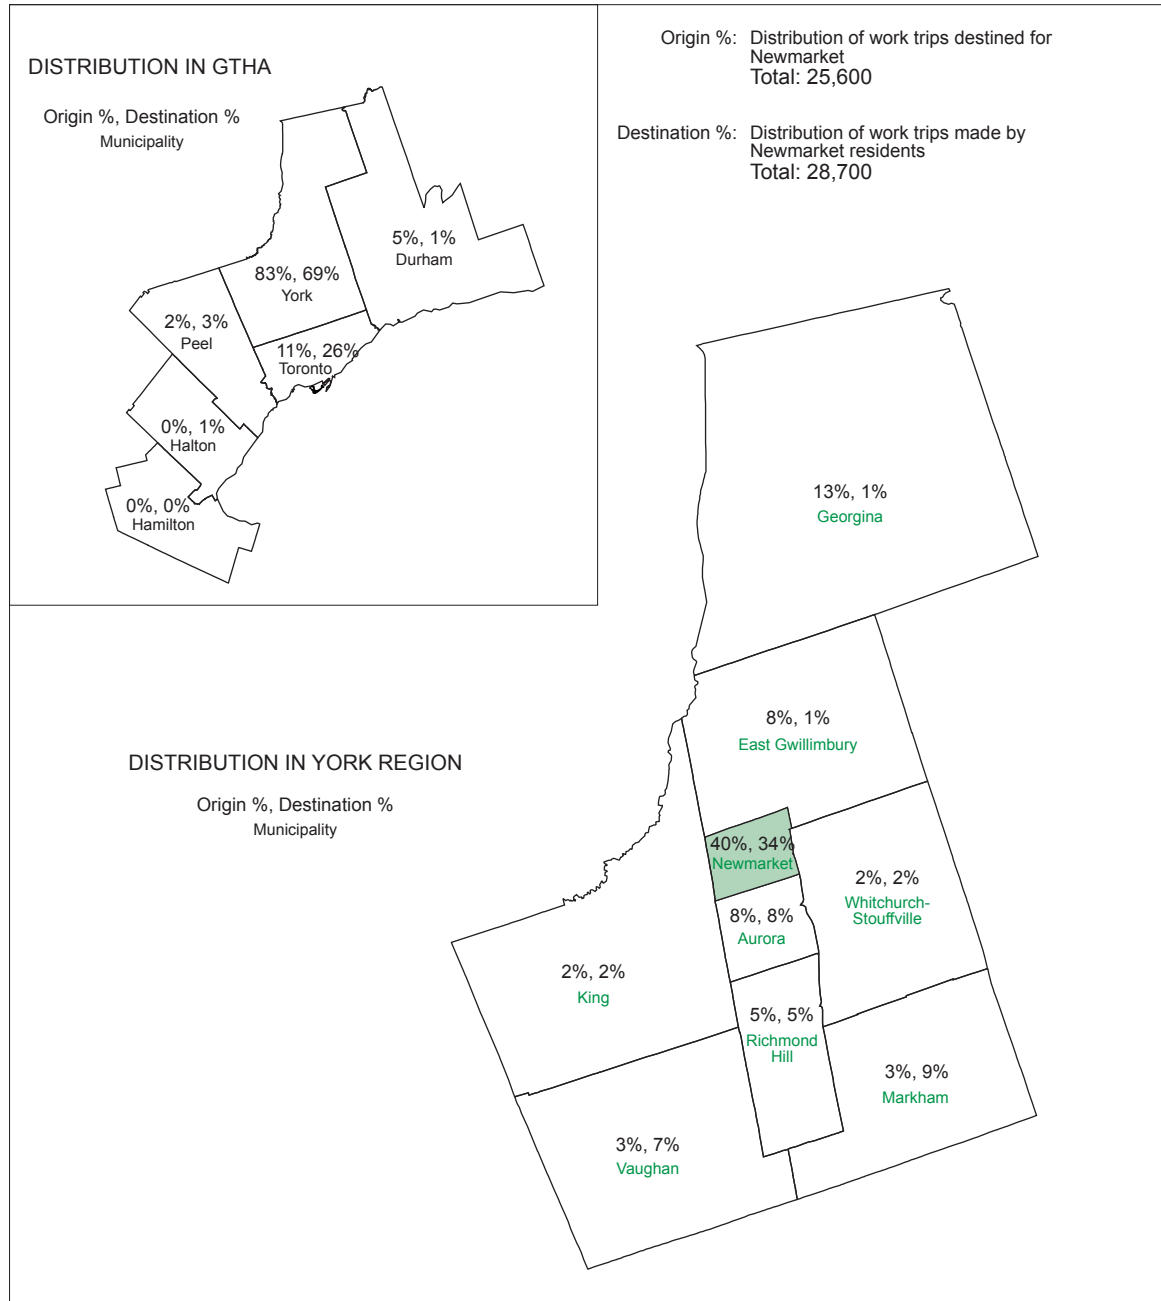 DISTRIBUTION IN GTHA
Origin %, Destination %
Municipality
5%, 1%
Durham
83%, 69%
York
2%, 3%
Peel
11%, 26%
Toronto
0%, 1%
Halton
0%, 0%
Hamilton
Origin %: Distribution of work trips destined for
Newmarket
Total: 25,600
Destination %: Distribution of work trips made by
Newmarket residents
Total: 28,700
DISTRIBUTION IN YORK REGION
Origin %, Destination %
Municipality
13%, 1%
Georgina
8%, 1%
East Gwillimbury
40%, 34%
Newmarket
2%, 2%
Whitchurch-
Stouffville
8%, 8%
Aurora
2%, 2%
King
5%, 5%
Richmond
Hill
3%, 9%
Markham
3%, 7%
Vaughan